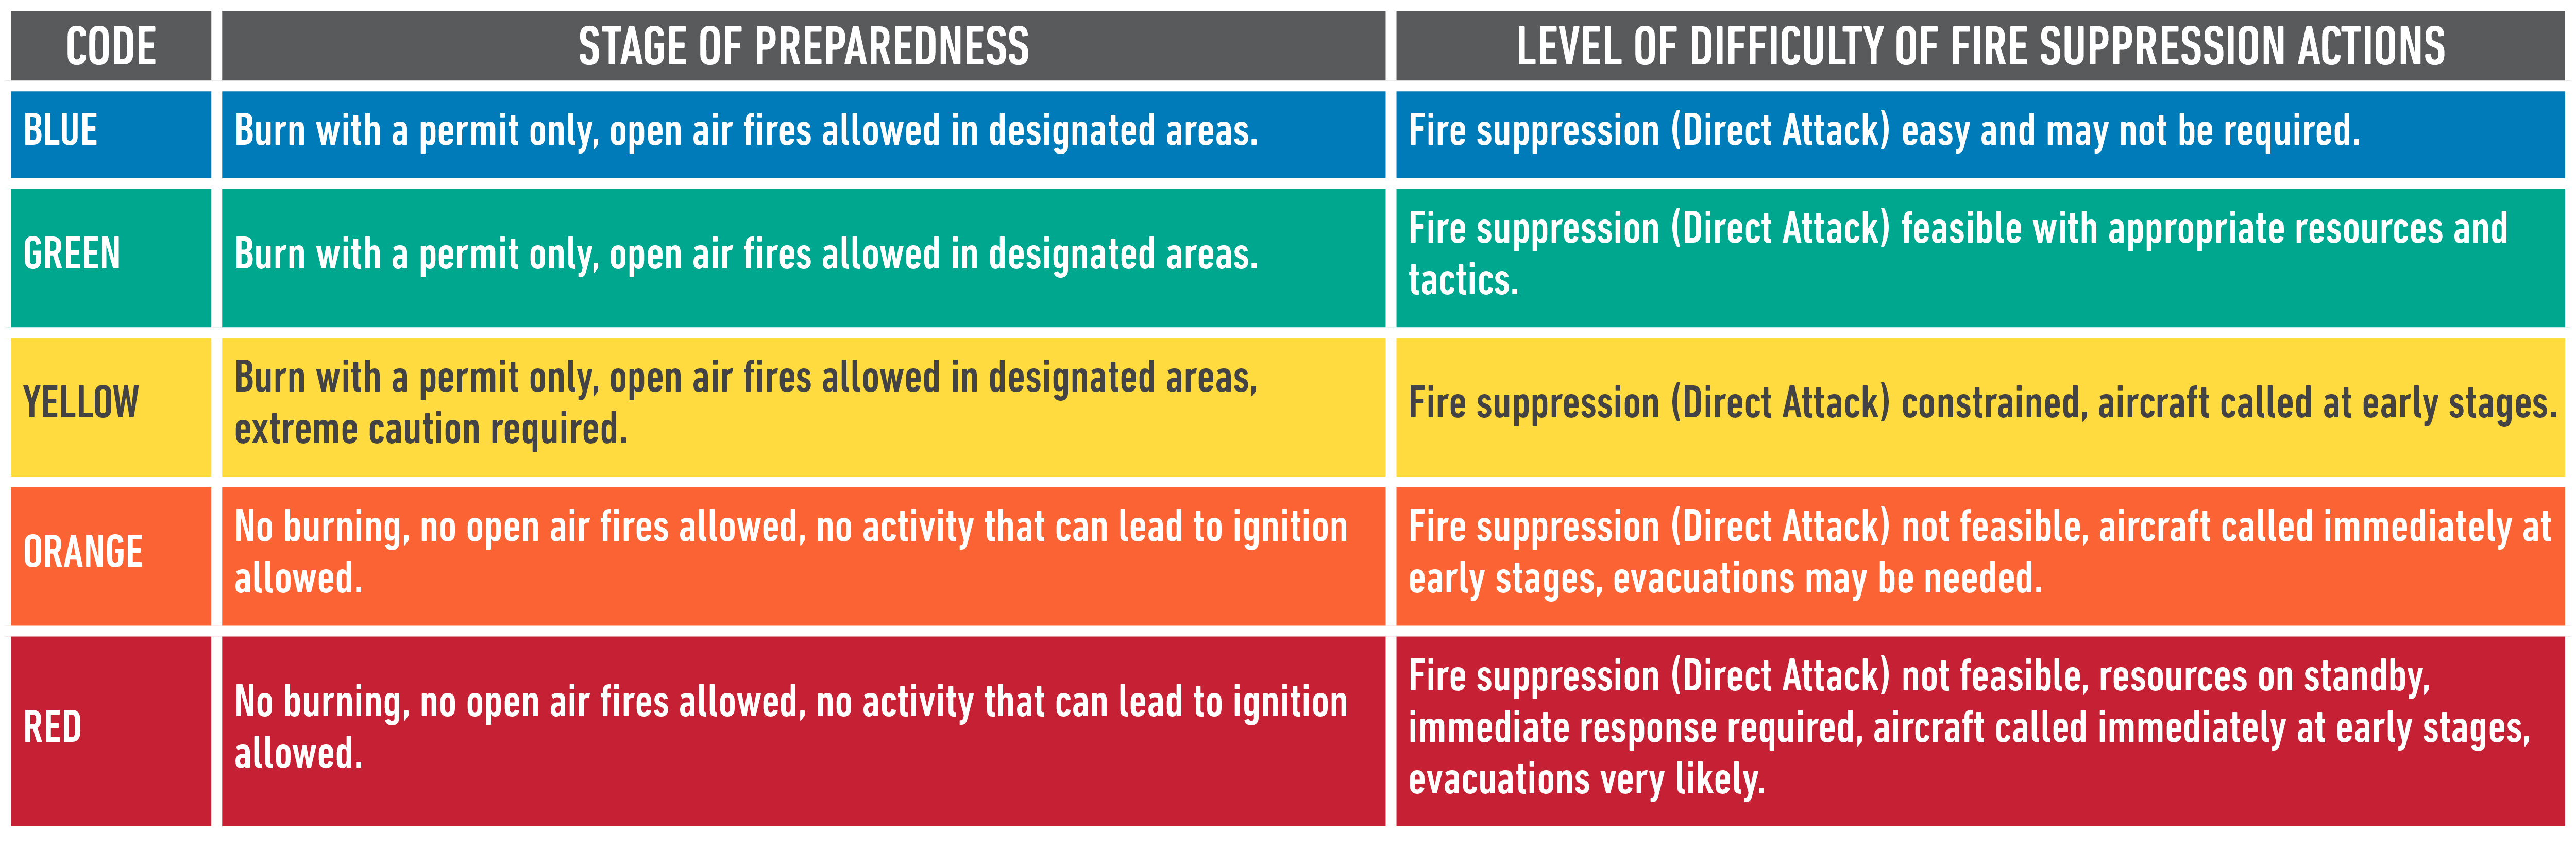 CODE
STAGE OF PREPAREDNESS
LEVEL OF DIFFICULTY OF FIRE SUPPRESSION ACTIONS
BLUE
Burn with a permit only, open air fires allowed in designated areas.
Fire suppression (Direct Attack) easy and may not be required.
GREEN
Burn with a permit only, open air fires allowed in designated areas.
Fire suppression (Direct Attack) feasible with appropriate resources and
tactics.
YELLOW
Burn with a permit only, open air fires allowed in designated areas,
extreme caution required.
Fire suppression (Direct Attack) constrained, aircraft called at early stages.
ORANGE
No burning, no open air fires allowed, no activity that can lead to ignition
allowed.
Fire suppression (Direct Attack) not feasible, aircraft called immediately at
early stages, evacuations may be needed.
RED
No burning, no open air fires allowed, no activity that can lead to ignition
allowed.
Fire suppression (Direct Attack) not feasible, resources on standby,
immediate response required, aircraft called immediately at early stages,
evacuations very likely.